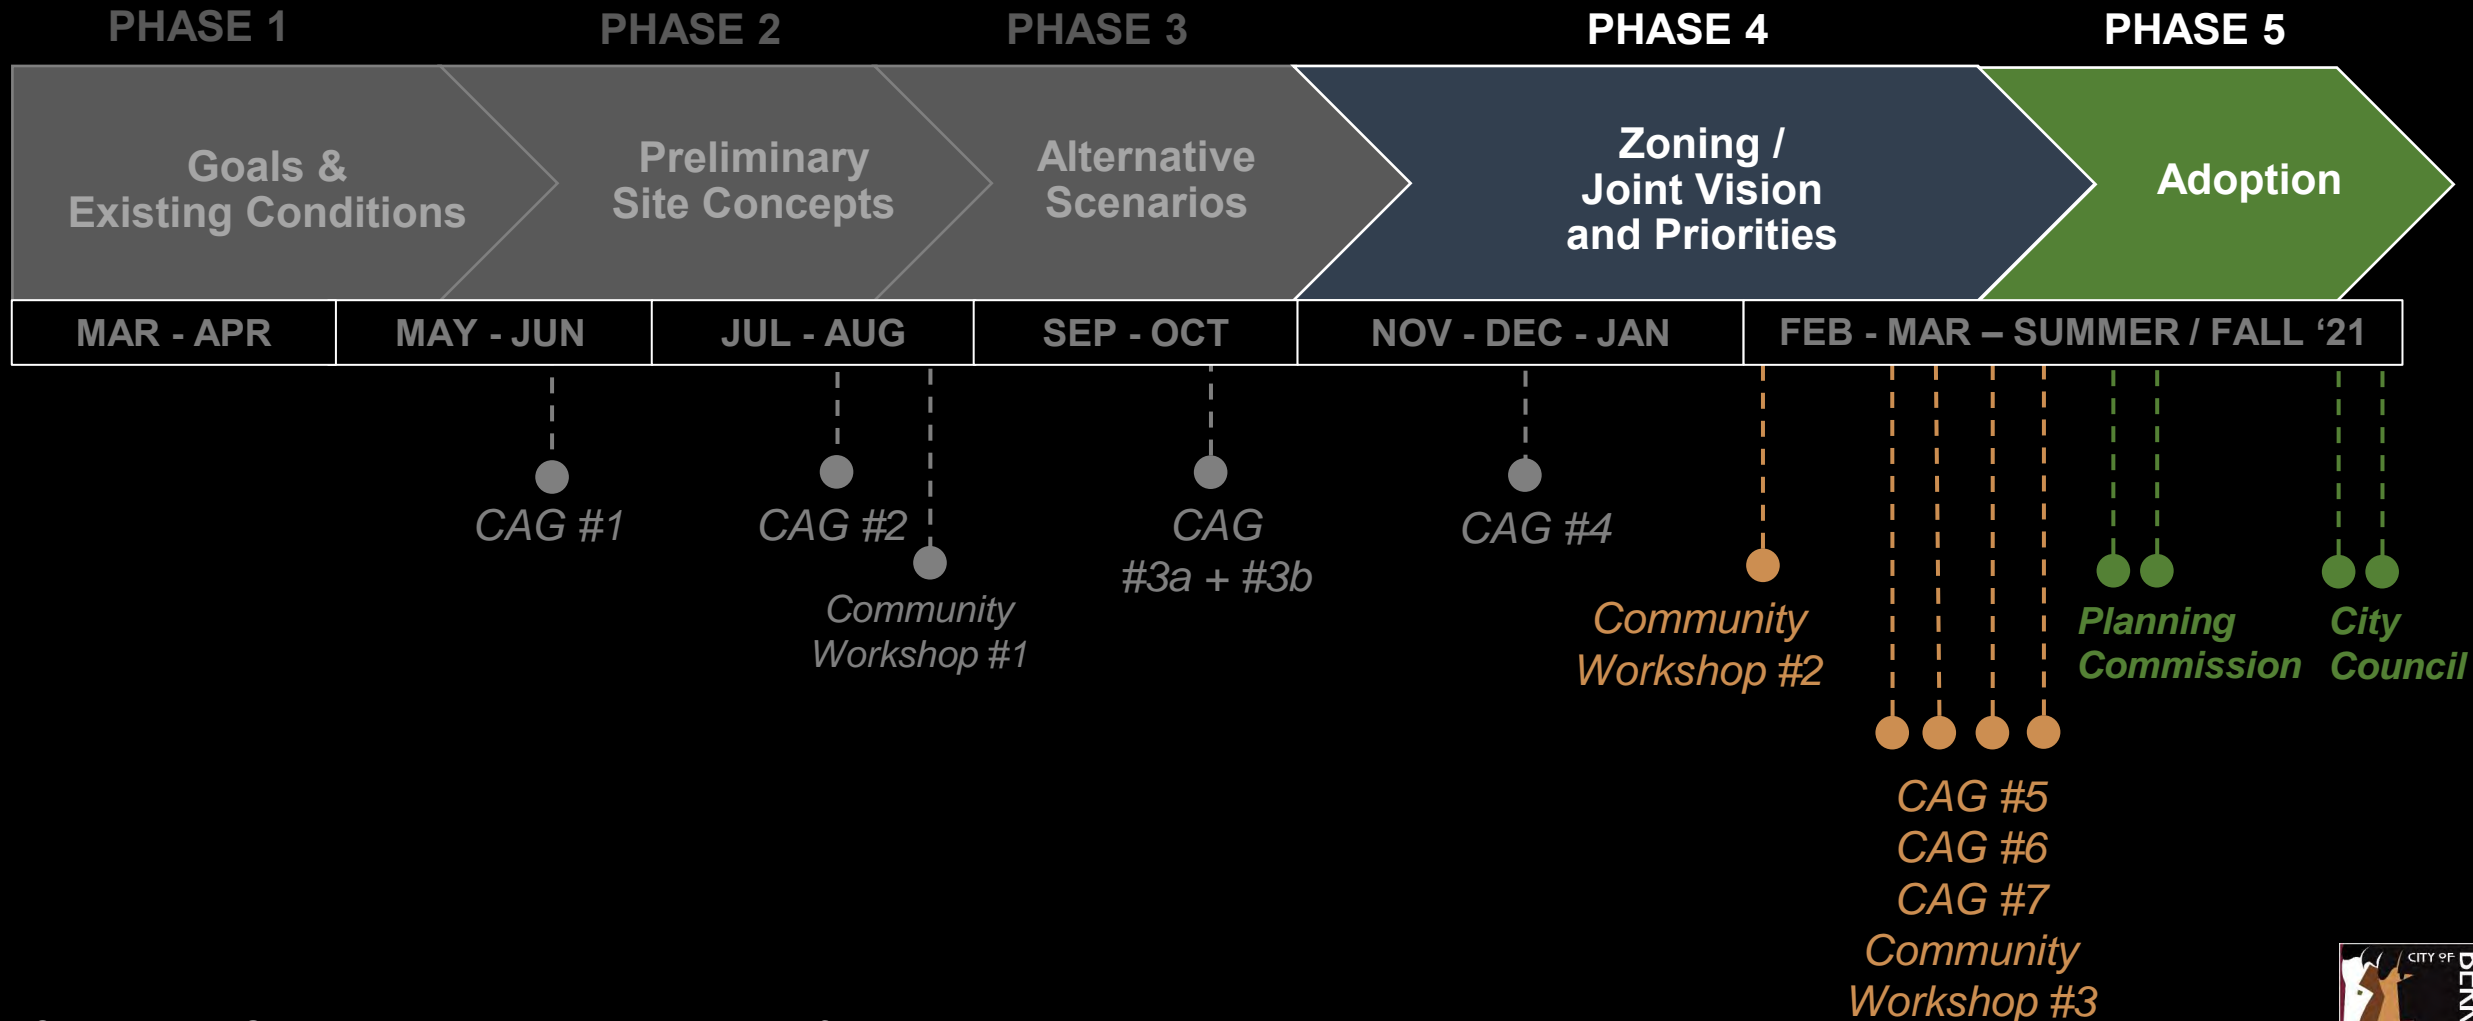 PHASE 1
PHASE 2
PHASE 3
PHASE 4
PHASE 5
Goals &
Existing Conditions
Preliminary
Site Concepts
Alternative
Scenarios
Zoning /
Joint Vision
and Priorities
Adoption
MAR - APR
MAY - JUN
JUL - AUG
SEP - OCT
NOV - DEC - JAN
FEB - MAR – SUMMER / FALL ‘21
CAG #1
CAG #2
Community
Workshop #1
CAG
#3a + #3b
CAG #4
Community
Workshop #2
CAG #5
CAG #6
CAG #7
Community
Workshop #3
Planning
Commission
City
Council
CITY OF